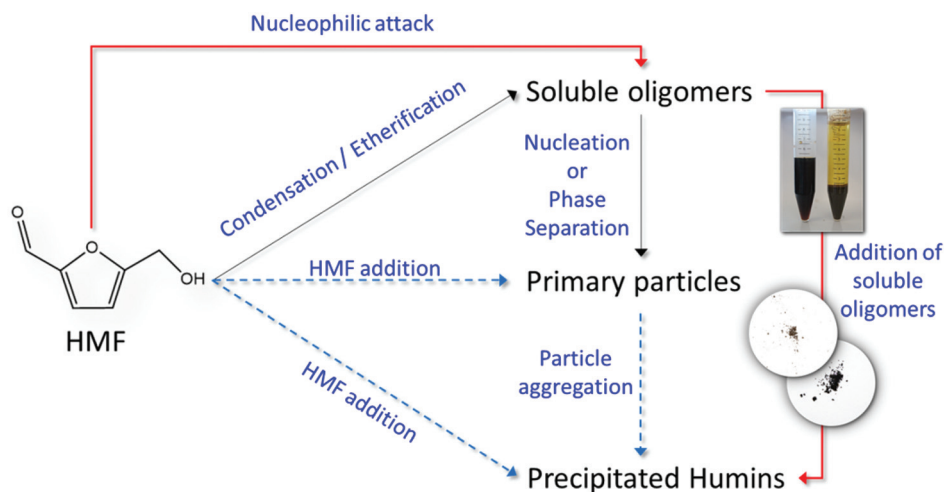 Nucleophilic attack
Condensation / Etherification
Soluble oligomers
Nucleation
or
Phase
Separation
Addition of
soluble
oligomers
O
O
OH
HMF
HMF addition
Primary particles
HMF addition
Particle
aggregation
Precipitated Humins